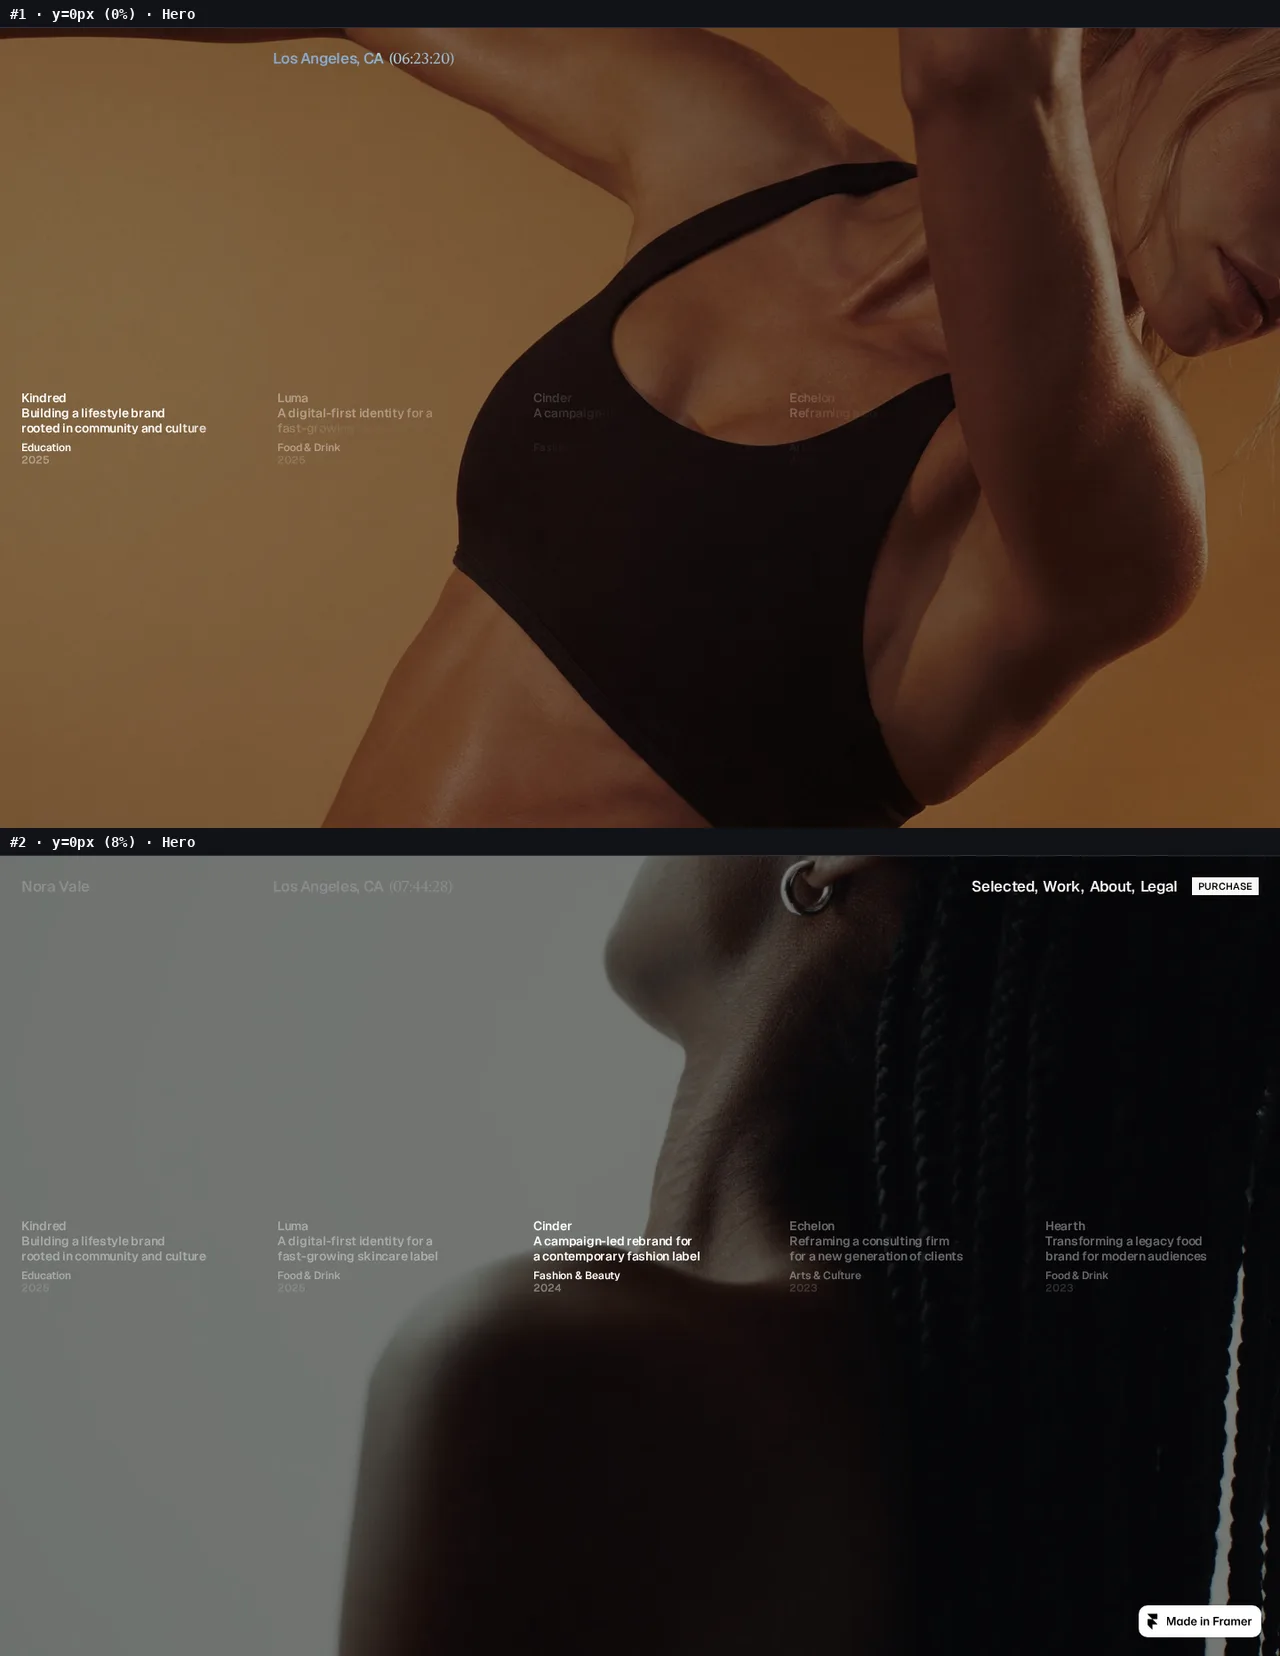 #1 · y=0px (0%) · Hero
Los Angeles, CA (06:23:20)
Kindred
Building a lifestyle brand
rooted in community and culture
Education
2025
Luma
A digital-first identity for a
fast-growing
Food & Drink
2025
Cinder
A campaign
Echelon
Reframing a
#2 · y=0px (8%) · Hero
Nora Vale
Los Angeles, CA (07:44:28)
Selected, Work, About, Legal
PURCHASE
Kindred
Building a lifestyle brand
rooted in community and culture
Education
2025
Luma
A digital-first identity for a
fast-growing skincare label
Food & Drink
2025
Cinder
A campaign-led rebrand for
a contemporary fashion label
Fashion & Beauty
2024
Echelon
Reframing a consulting firm
for a new generation of clients
Arts & Culture
2023
Hearth
Transforming a legacy food
brand for modern audiences
Food & Drink
2023
Made in Framer